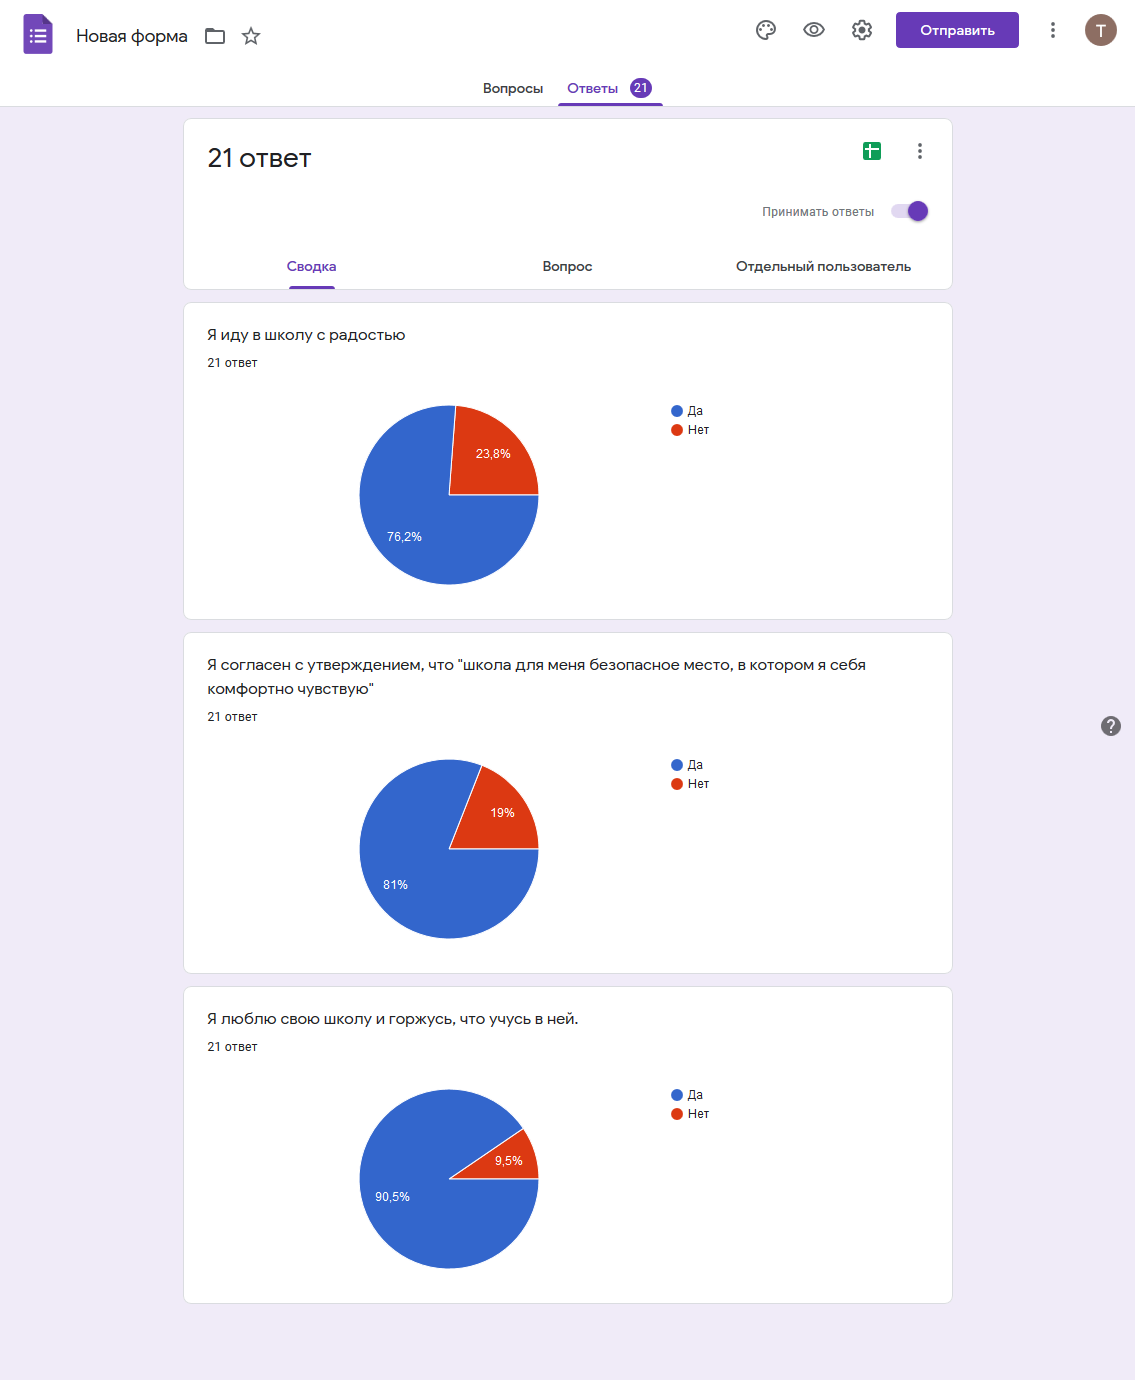 Новая форма
Отправить
T
Вопросы
Ответы 21
21 ответ
Принимать ответы
Сводка
Вопрос
Отдельный пользователь
Я иду в школу с радостью
21 ответ
Да
Нет
23,8%
76,2%
Я согласен с утверждением, что "школа для меня безопасное место, в котором я себя
комфортно чувствую"
21 ответ
Да
Нет
19%
81%
Я люблю свою школу и горжусь, что учусь в ней.
21 ответ
Да
Нет
9,5%
90,5%